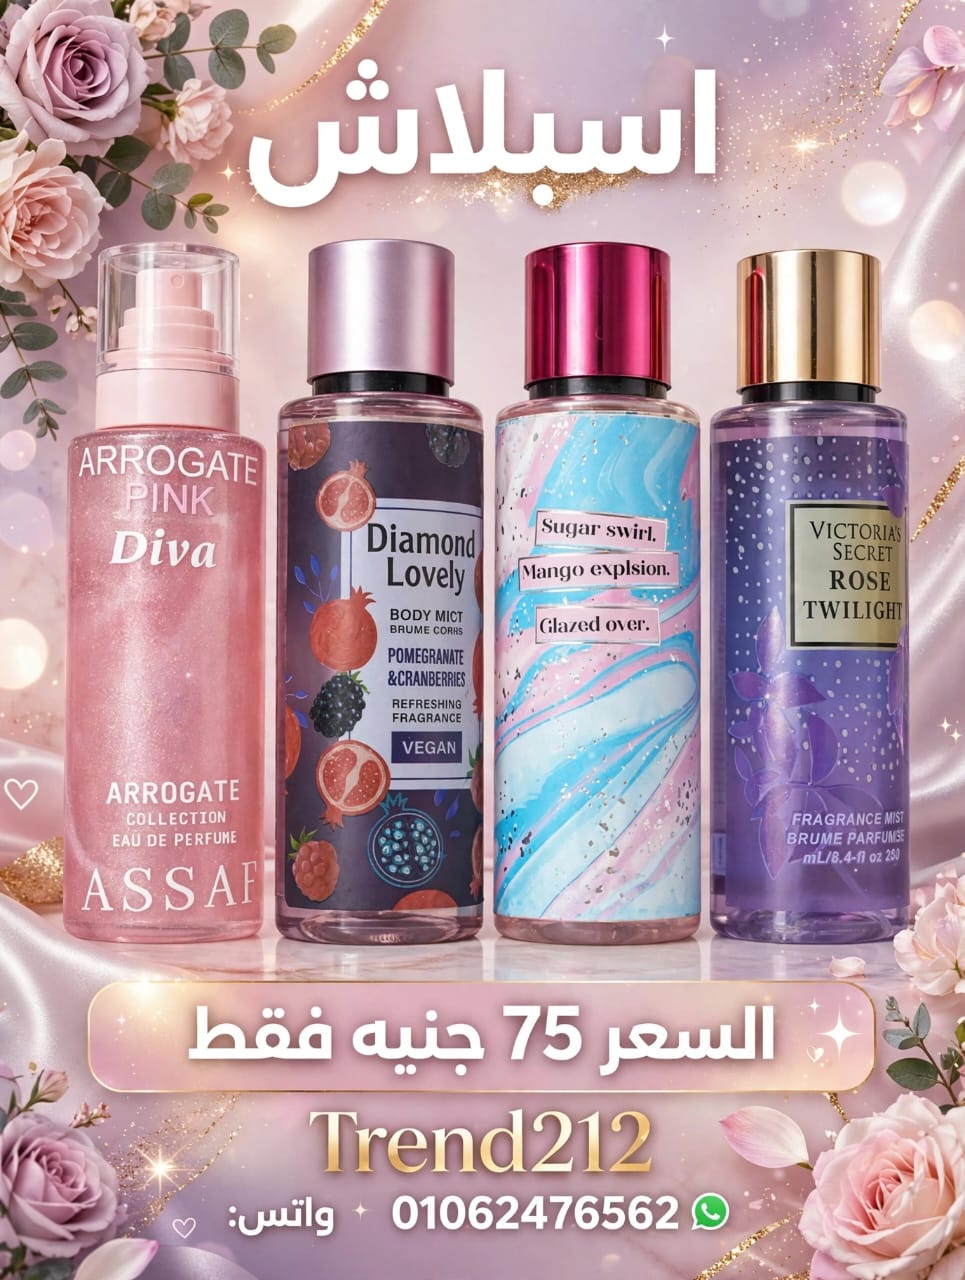 اسبلاش
ARROGATE
PINK
Diva
ARROGATE
COLLECTION
EAU DE PERFUME
ASSAF
Diamond
Lovely
BODY MICT
BRUME CORHS
POMEGRANATE
&CRANBERRIES
REFRESHING
FRAGRANCE
VEGAN
Sugar swirl.
Mango explsion.
Glazed over.
VICTORIA'S
SECRET
ROSE
TWILIGHT
FRAGRANCE MIST
BRUME PARFUMISE
mL/8.4-fl oz 280
السعر 75 جنيه فقط
Trend212
واتس: 01062476562